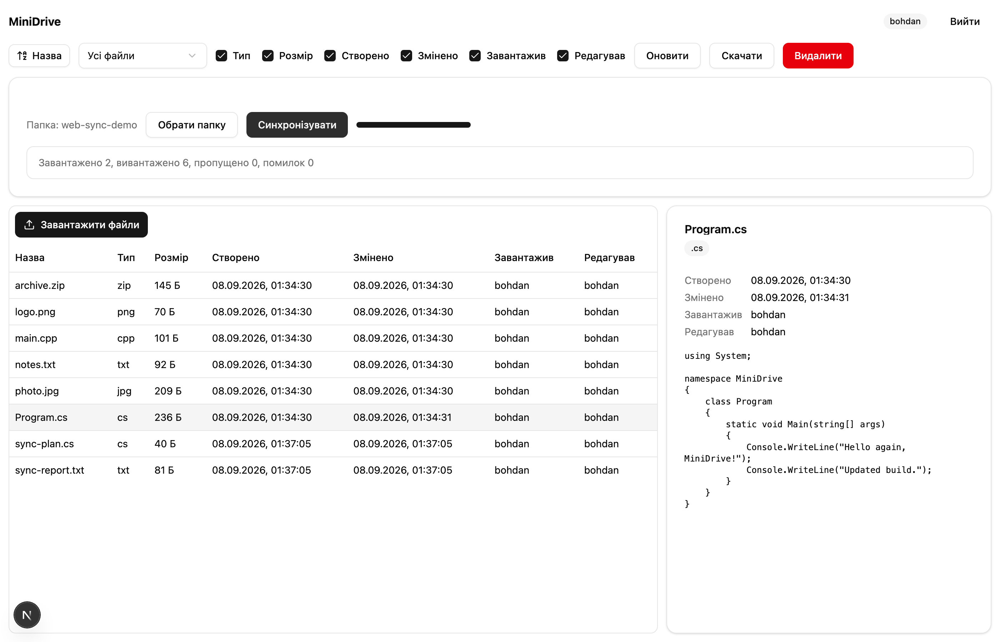 MiniDrive bohdan Вийти
Назва Усі файли Тип Розмір Створено Змінено Завантажив Редагував Оновити Скачати Видалити
Папка: web-sync-demo Обрати папку Синхронізувати
Завантажено 2, вивантажено 6, пропущено 0, помилок 0
Завантажити файли
Назва Тип Розмір Створено Змінено Завантажив Редагував
archive.zip zip 145 Б 08.09.2026, 01:34:30 08.09.2026, 01:34:30 bohdan bohdan
logo.png png 70 Б 08.09.2026, 01:34:30 08.09.2026, 01:34:30 bohdan bohdan
main.cpp cpp 101 Б 08.09.2026, 01:34:30 08.09.2026, 01:34:30 bohdan bohdan
notes.txt txt 92 Б 08.09.2026, 01:34:30 08.09.2026, 01:34:30 bohdan bohdan
photo.jpg jpg 209 Б 08.09.2026, 01:34:30 08.09.2026, 01:34:30 bohdan bohdan
Program.cs cs 236 Б 08.09.2026, 01:34:30 08.09.2026, 01:34:31 bohdan bohdan
sync-plan.cs cs 40 Б 08.09.2026, 01:37:05 08.09.2026, 01:37:05 bohdan bohdan
sync-report.txt txt 81 Б 08.09.2026, 01:37:05 08.09.2026, 01:37:05 bohdan bohdan
N
Program.cs
.cs
Створено 08.09.2026, 01:34:30
Змінено 08.09.2026, 01:34:31
Завантажив bohdan
Редагував bohdan
using System;
namespace MiniDrive
{
    class Program
    {
        static void Main(string[] args)
        {
            Console.WriteLine("Hello again,
MiniDrive!");
            Console.WriteLine("Updated build.");
        }
    }
}